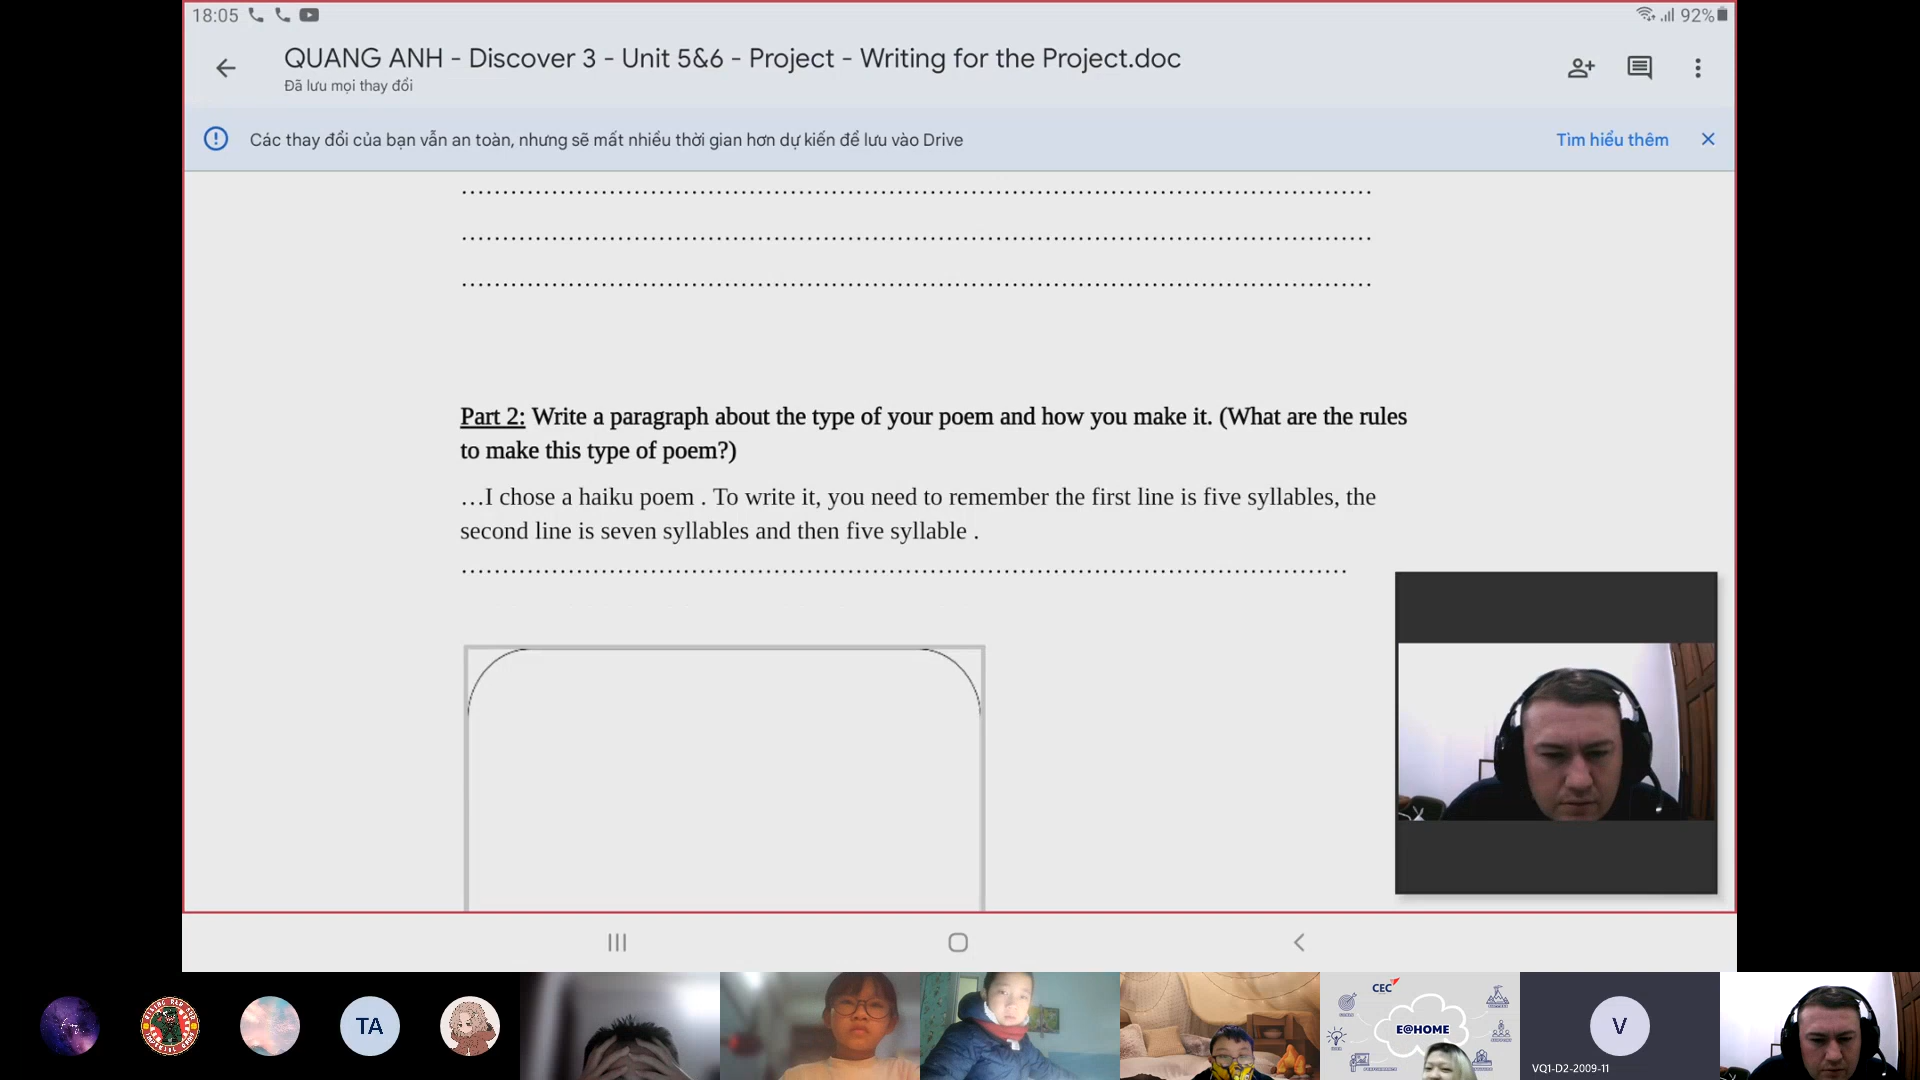 18:05
92%
QUANG ANH - Discover 3 - Unit 5&6 - Project - Writing for the Project.doc
Đã lưu mọi thay đổi
Các thay đổi của bạn vẫn an toàn, nhưng sẽ mất nhiều thời gian hơn dự kiến để lưu vào Drive
Tìm hiểu thêm
Part 2: Write a paragraph about the type of your poem and how you make it. (What are the rules
to make this type of poem?)
…I chose a haiku poem . To write it, you need to remember the first line is five syllables, the
second line is seven syllables and then five syllable .
TA
CEC
E@HOME
V
VQ1-D2-2009-11